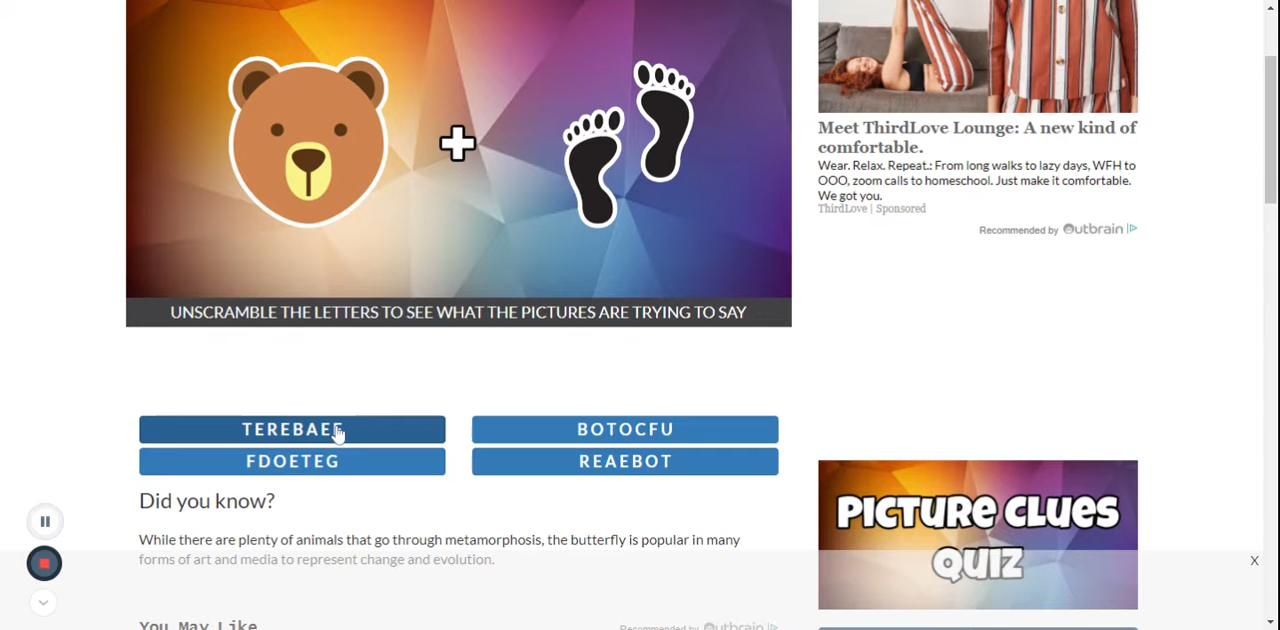 UNSCRAMBLE THE LETTERS TO SEE WHAT THE PICTURES ARE TRYING TO SAY
BOTOCFU
FDOETEG
REAEBOT
Did you know?
While there are plenty of animals that go through metamorphosis, the butterfly is popular in many
forms of art and media to represent change and evolution.
You May Like
Recommended by Outbrain
Meet ThirdLove Lounge: A new kind of
comfortable.
Wear. Relax. Repeat.: From long walks to lazy days, WFH to
OOO, zoom calls to homeschool. Just make it comfortable.
We got you.
ThirdLove | Sponsored
Recommended by Outbrain
PICTURE CLUES
QUIZ
X